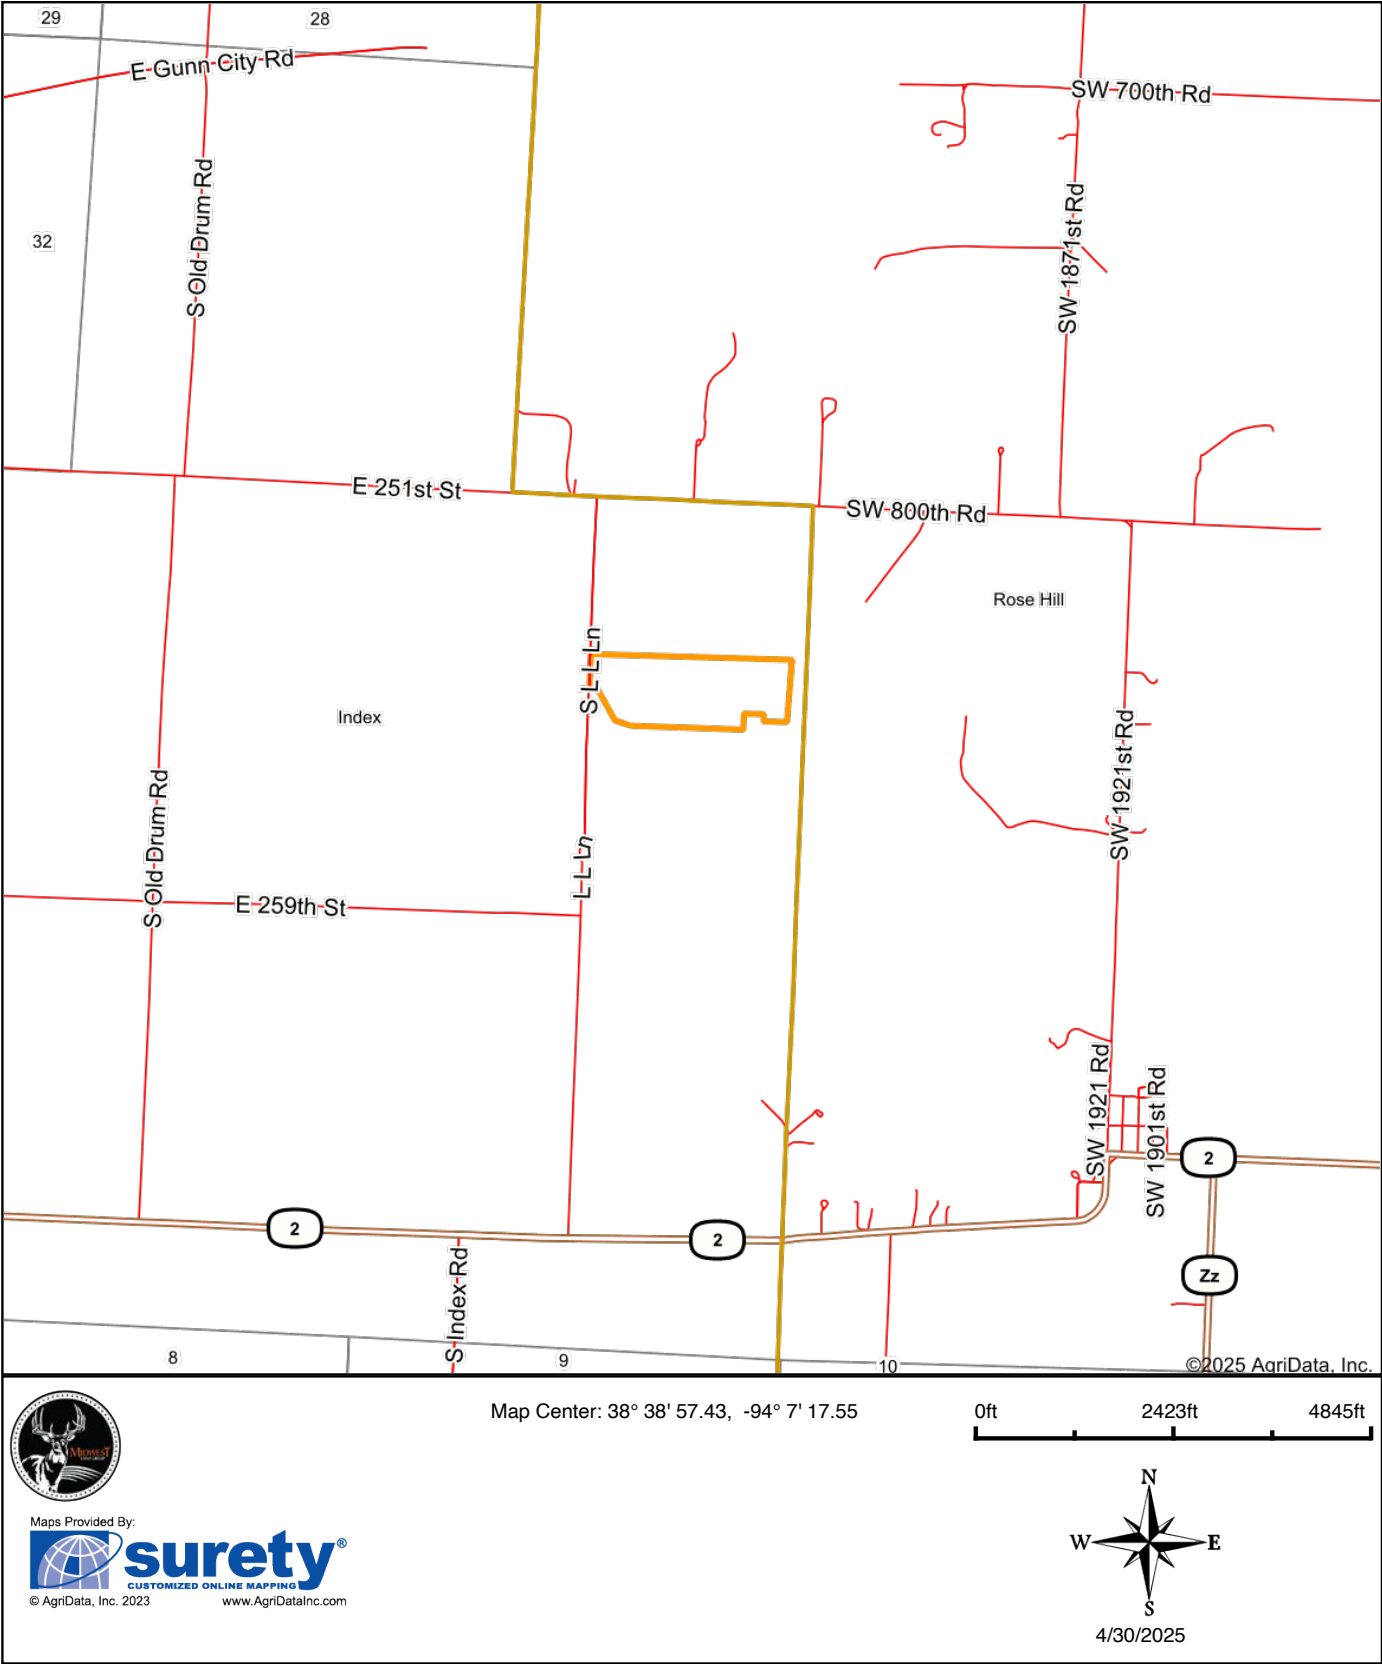 29
28
E Gunn City Rd
SW 700th Rd
S Old Drum Rd
SW 1871st Rd
32
E 251st St
SW 800th Rd
Rose Hill
S L L Ln
Index
SW 1921st Rd
S Old Drum Rd
L L Ln
E 259th St
SW 1921 Rd
SW 1901st Rd
2
2
2
Zz
S Index Rd
8
9
10
©2025 AgriData, Inc.
Map Center: 38° 38' 57.43, -94° 7' 17.55
0ft 2423ft 4845ft
MIDWEST
N
W E
S
4/30/2025
Maps Provided By:
surety®
CUSTOMIZED ONLINE MAPPING
© AgriData, Inc. 2023 www.AgriDataInc.com